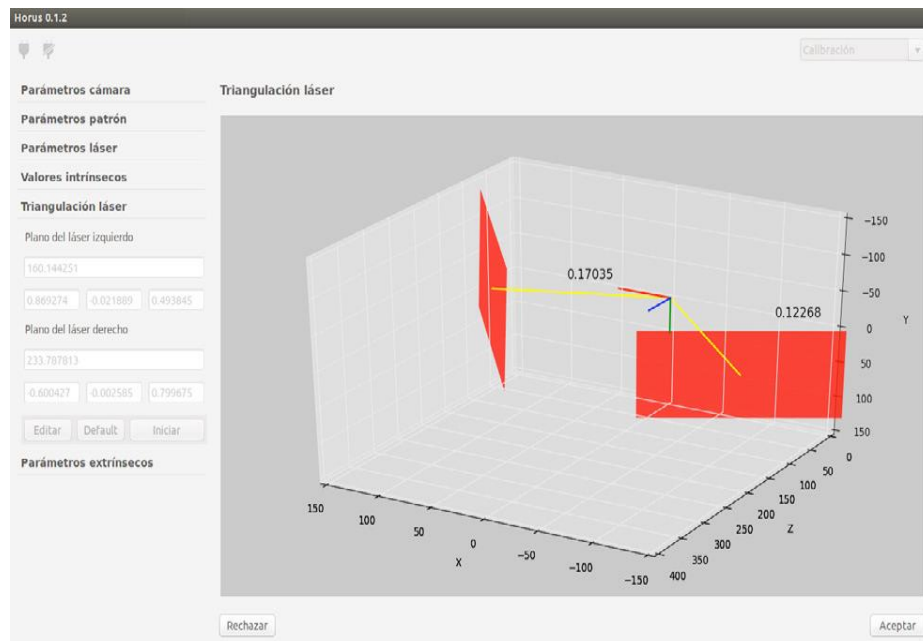 Horus 0.1.2
Calibración
Parámetros cámara
Parámetros patrón
Parámetros láser
Valores intrínsecos
Triangulación láser
Plano del láser izquierdo
160.144251
0.869274 -0.021889 0.493845
Plano del láser derecho
233.787813
-0.600427 -0.002585 0.799675
Editar Default Iniciar
Parámetros extrínsecos
Triangulación láser
0.17035
0.12268
−150
−100
−50
0
50
100
150
Y
150
100
50
0
−50
−100
−150
X
0
50
100
150
200
250
300
350
400
Z
Rechazar
Aceptar